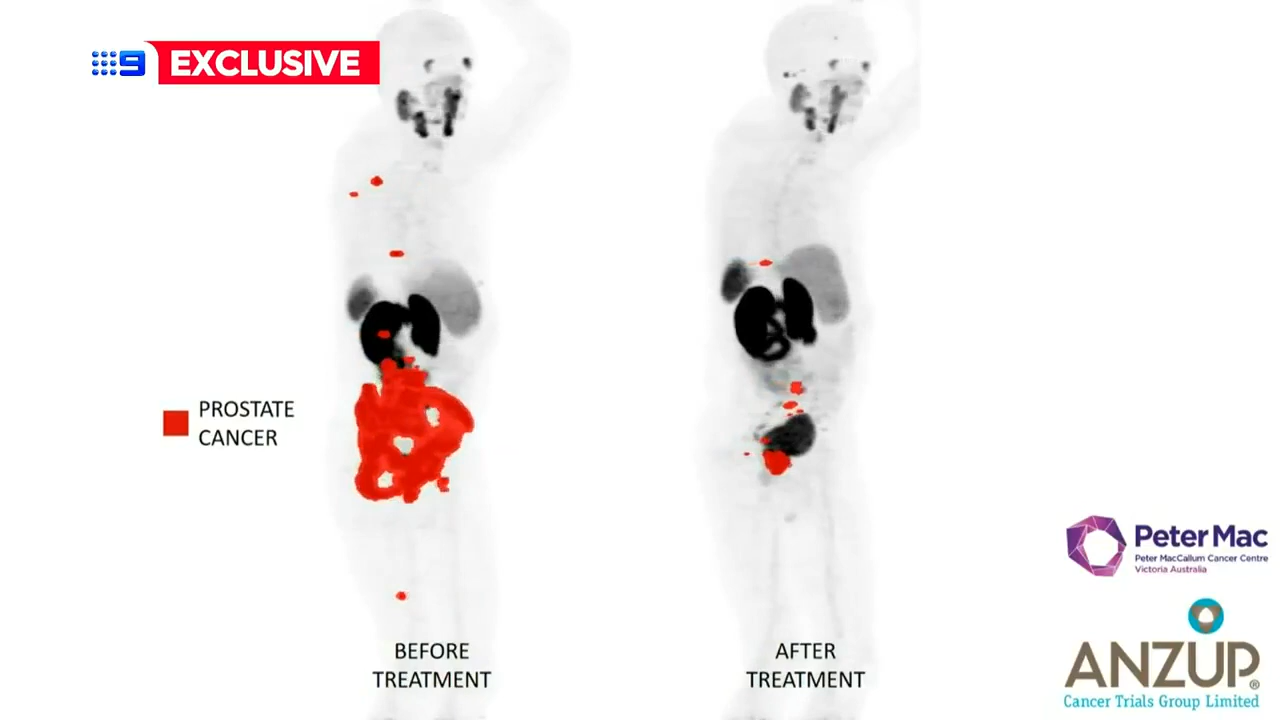 9 EXCLUSIVE
PROSTATE
CANCER
BEFORE
TREATMENT
AFTER
TREATMENT
Peter Mac
Peter MacCallum Cancer Centre
Victoria Australia
ANZUP®
Cancer Trials Group Limited